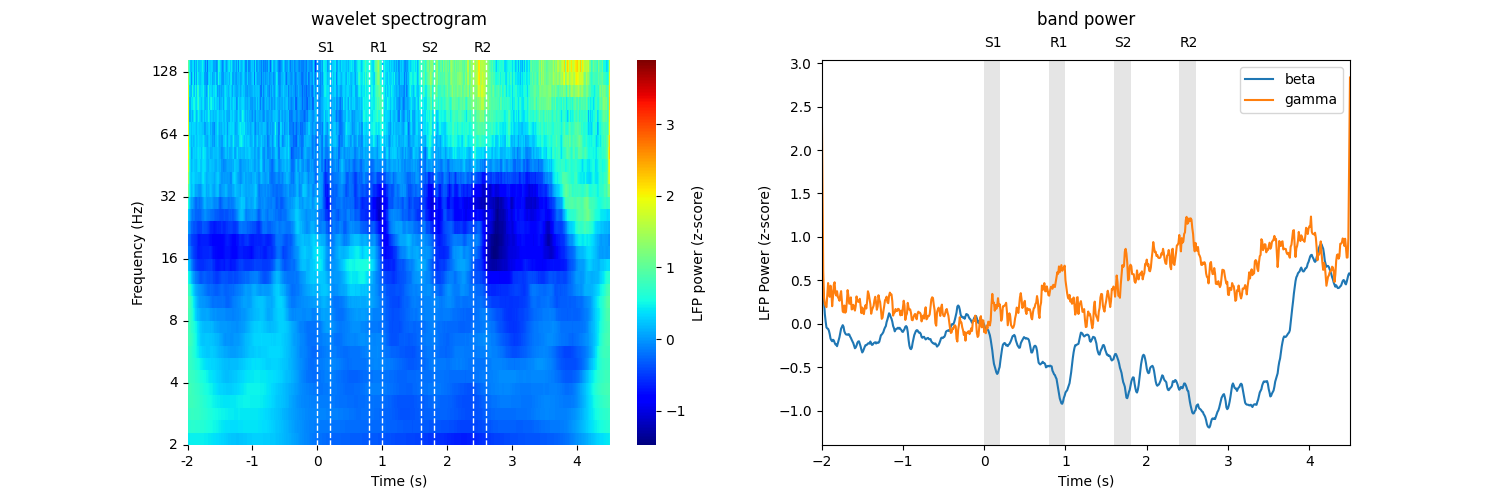 wavelet spectrogram
S1 R1 S2 R2
128
64
32
16
8
4
2
-2 -1 0 1 2 3 4
Time (s)
Frequency (Hz)
3
2
1
0
−1
LFP power (z-score)
band power
S1 R1 S2 R2
3.0
2.5
2.0
1.5
1.0
0.5
0.0
−0.5
−1.0
−2 −1 0 1 2 3 4
Time (s)
LFP Power (z-score)
beta
gamma